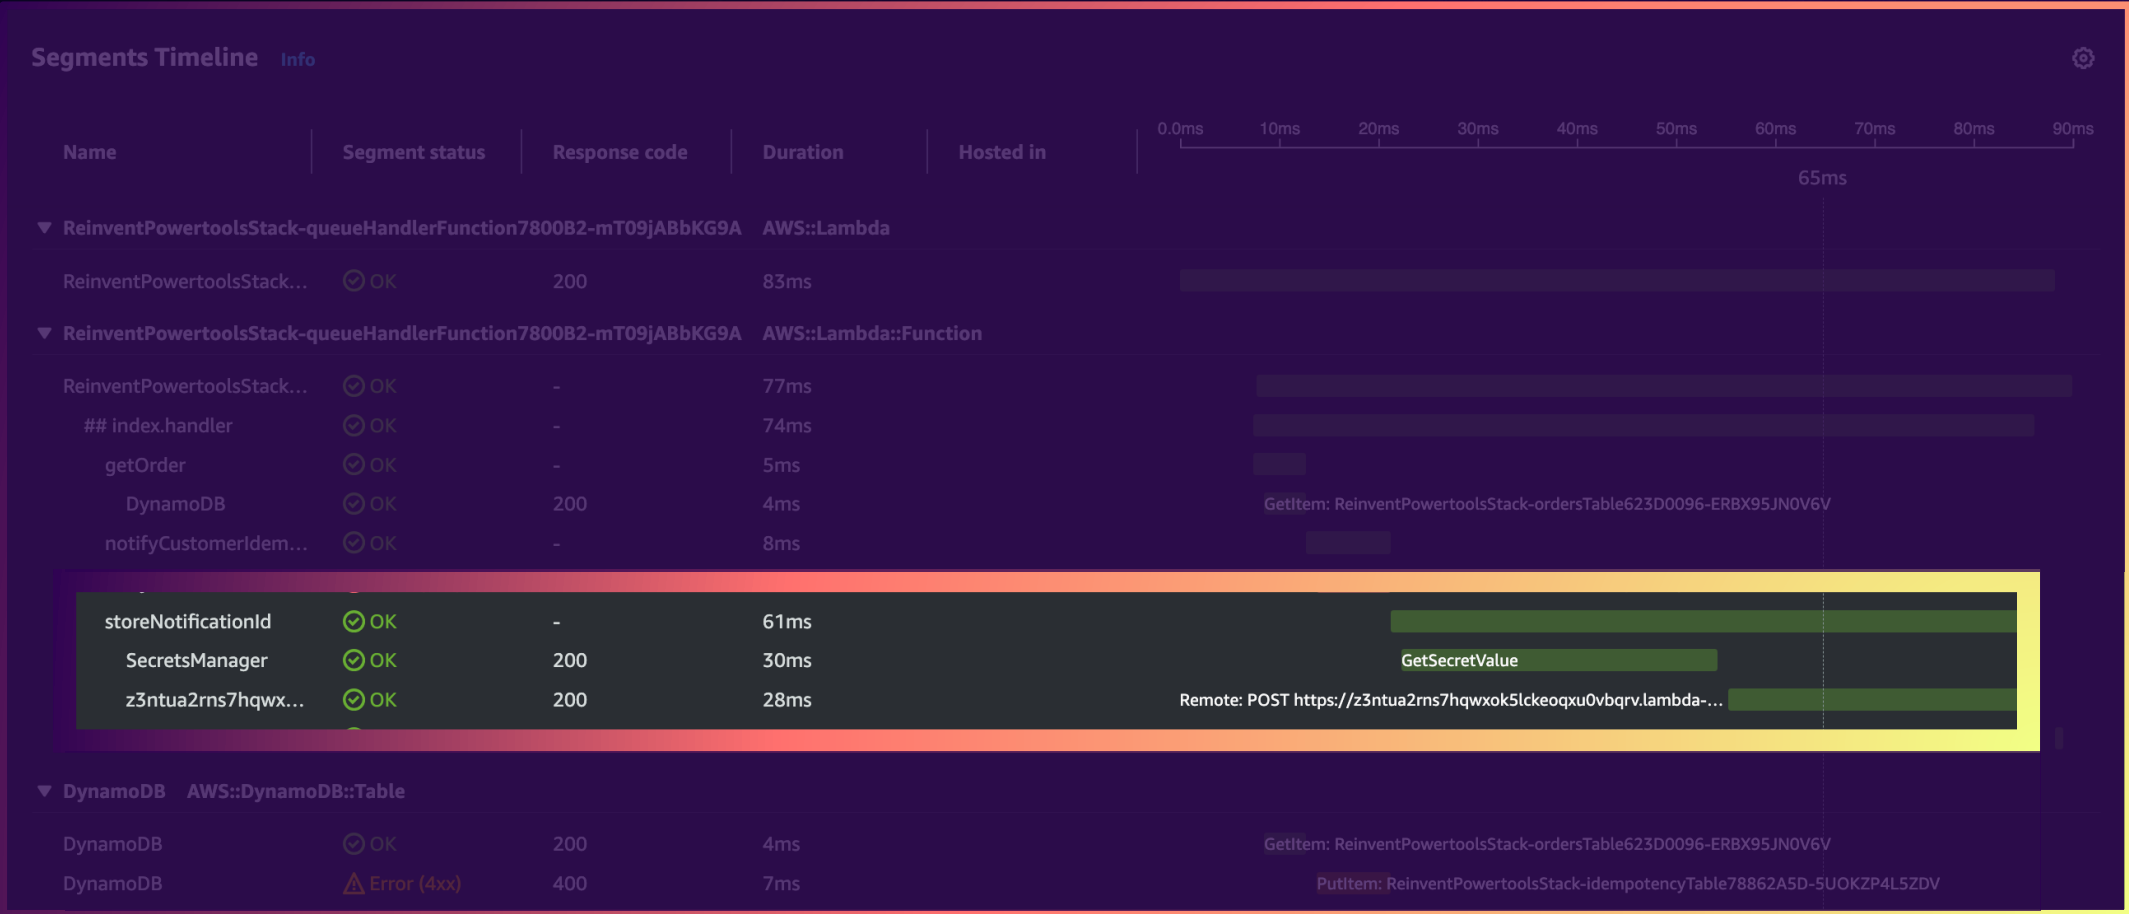 Segments Timeline Info
0.0ms 10ms 20ms 30ms 40ms 50ms 60ms 70ms 80ms 90ms
Name Segment status Response code Duration Hosted in
65ms
ReinventPowertoolsStack-queueHandlerFunction7800B2-mT09jABbKG9A AWS::Lambda
ReinventPowertoolsStack... OK 200 83ms
ReinventPowertoolsStack-queueHandlerFunction7800B2-mT09jABbKG9A AWS::Lambda::Function
ReinventPowertoolsStack... OK - 77ms
## index.handler OK - 74ms
getOrder OK - 5ms
DynamoDB OK 200 4ms GetItem: ReinventPowertoolsStack-ordersTable623D0096-ERBX95JN0V6V
notifyCustomerIdem... OK - 8ms
storeNotificationId OK - 61ms
SecretsManager OK 200 30ms GetSecretValue
z3ntua2rns7hqwx... OK 200 28ms Remote: POST https://z3ntua2rns7hqwxok5lckeoqxu0vbqrv.lambda-...
DynamoDB AWS::DynamoDB::Table
DynamoDB OK 200 4ms GetItem: ReinventPowertoolsStack-ordersTable623D0096-ERBX95JN0V6V
DynamoDB Error (4xx) 400 7ms PutItem: ReinventPowertoolsStack-idempotencyTable78862A5D-5UOKZP4L5ZDV